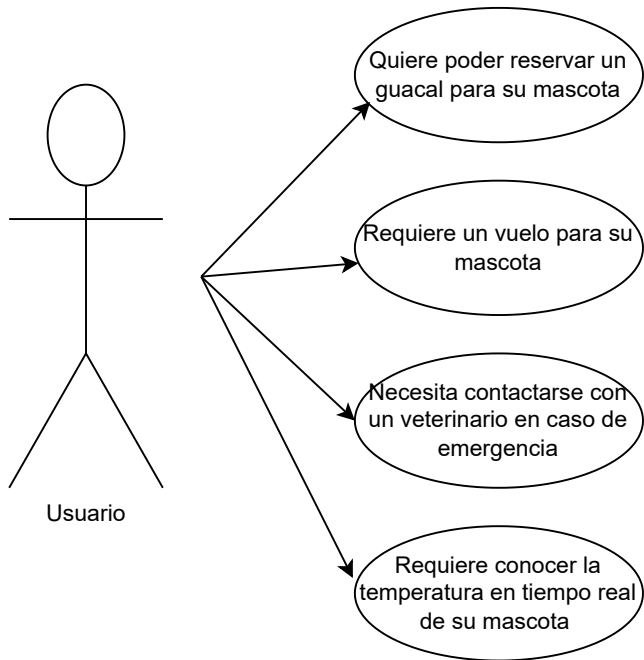 Quiere poder reservar un
guacal para su mascota
Requiere un vuelo para su
mascota
Necesita contactarse con
un veterinario en caso de
emergencia
Usuario
Requiere conocer la
temperatura en tiempo real
de su mascota